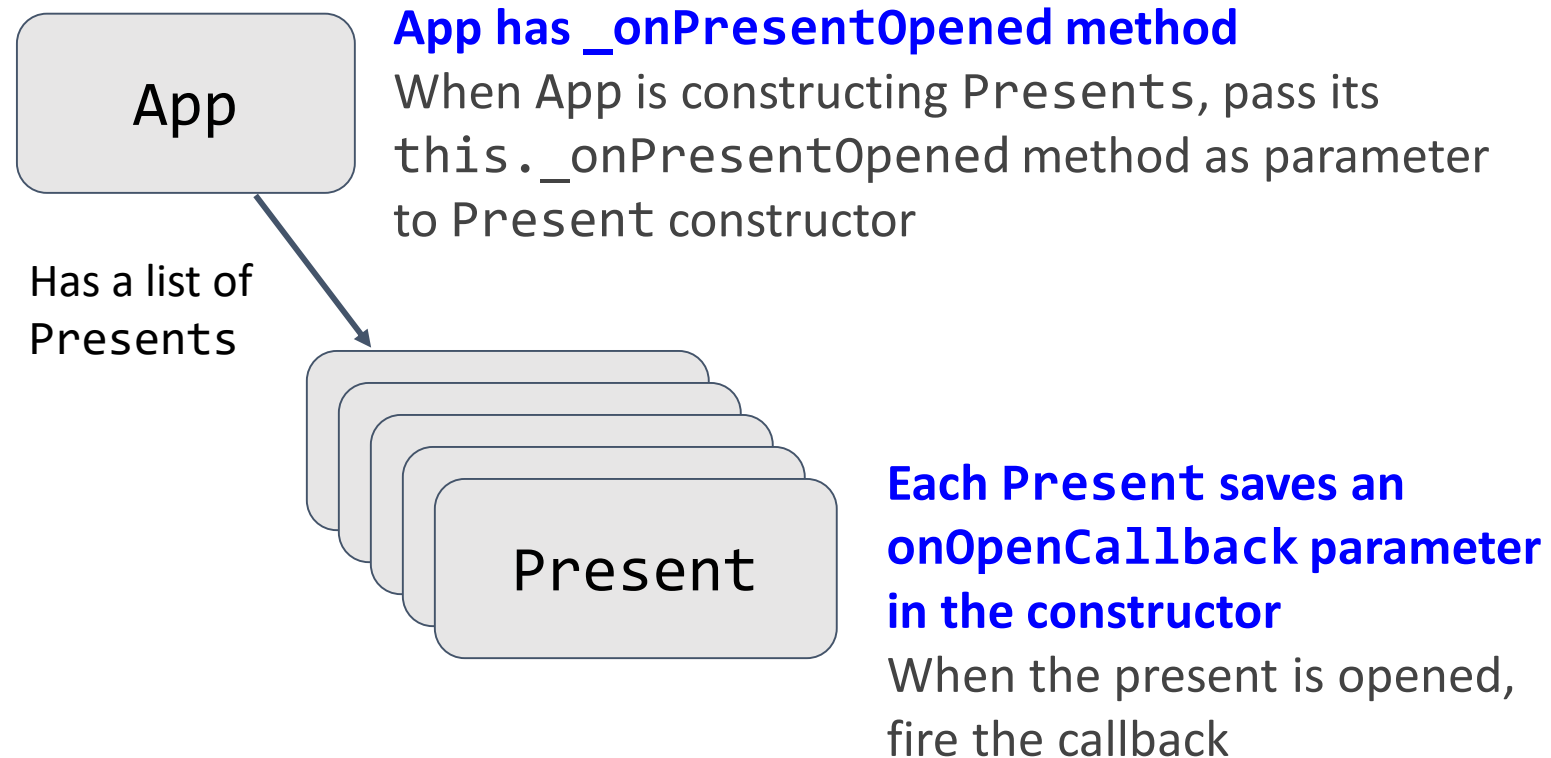 App
App has _onPresentOpened method
When App is constructing Presents, pass its
this._onPresentOpened method as parameter
to Present constructor
Has a list of
Presents
Present
Each Present saves an
onOpenCallback parameter
in the constructor
When the present is opened,
fire the callback